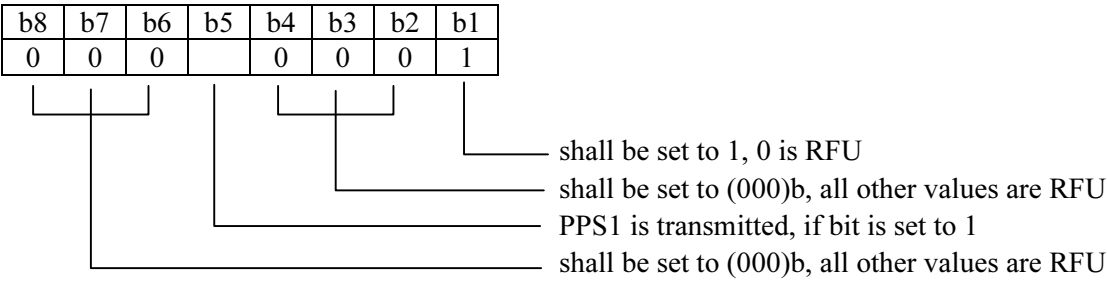 b8 b7 b6 b5 b4 b3 b2 b1
0 0 0 0 0 0 1
shall be set to 1, 0 is RFU
shall be set to (000)b, all other values are RFU
PPS1 is transmitted, if bit is set to 1
shall be set to (000)b, all other values are RFU